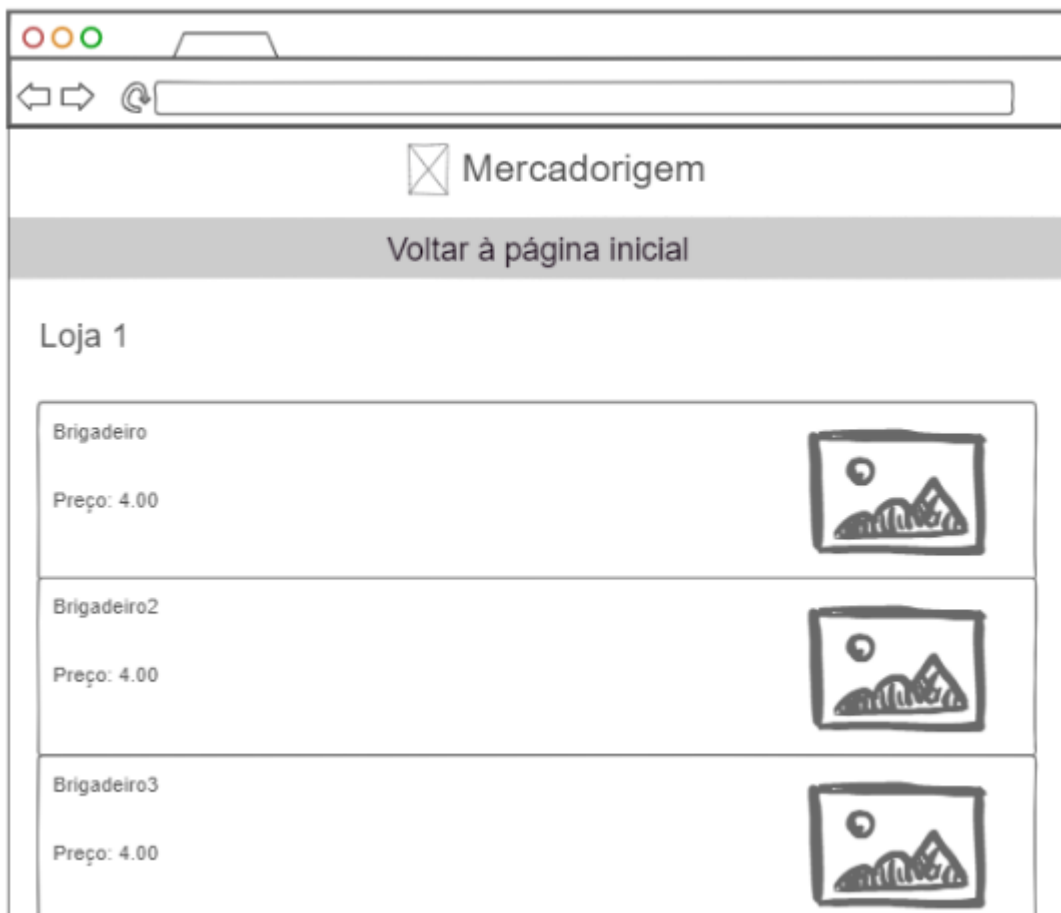 Mercadorigem
Voltar à página inicial
Loja 1
Brigadeiro
Preço: 4.00
Brigadeiro2
Preço: 4.00
Brigadeiro3
Preço: 4.00